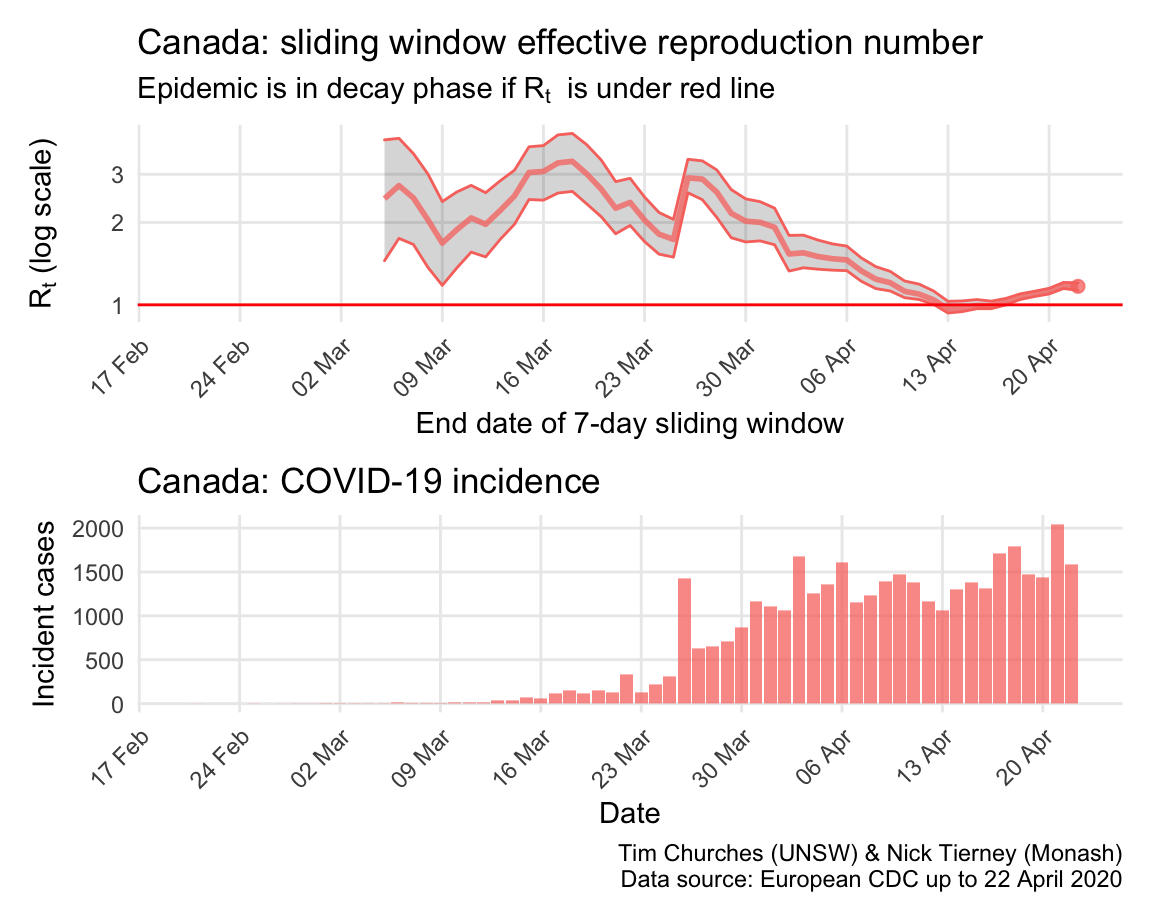 Canada: sliding window effective reproduction number
Epidemic is in decay phase if Rt is under red line
Rt (log scale)
3
2
1
17 Feb
24 Feb
02 Mar
09 Mar
16 Mar
23 Mar
30 Mar
06 Apr
13 Apr
20 Apr
End date of 7-day sliding window
Canada: COVID-19 incidence
Incident cases
2000
1500
1000
500
0
17 Feb
24 Feb
02 Mar
09 Mar
16 Mar
23 Mar
30 Mar
06 Apr
13 Apr
20 Apr
Date
Tim Churches (UNSW) & Nick Tierney (Monash)
Data source: European CDC up to 22 April 2020